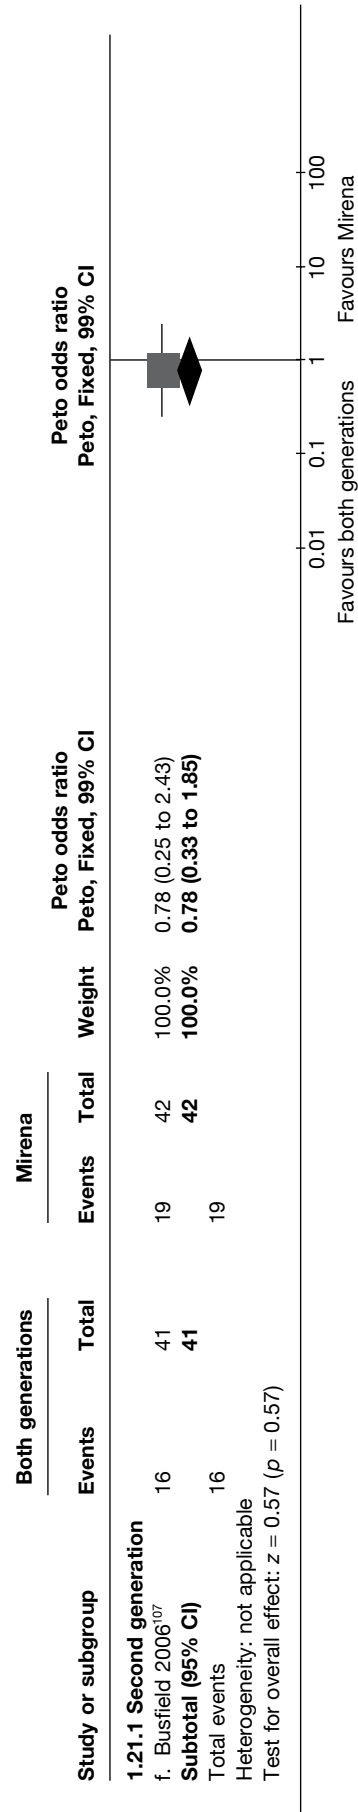 Both generations Mirena Peto odds ratio Peto odds ratio
Study or subgroup Events Total Events Total Weight Peto, Fixed, 99% CI Peto, Fixed, 99% CI
1.21.1 Second generation
f. Busfield 2006107 16 41 19 42 100.0% 0.78 (0.25 to 2.43)
Subtotal (95% CI) 41 42 100.0% 0.78 (0.33 to 1.85)
Total events 16 19
Heterogeneity: not applicable
Test for overall effect: z = 0.57 (p = 0.57)
0.01 0.1 1 10 100
Favours both generations Favours Mirena